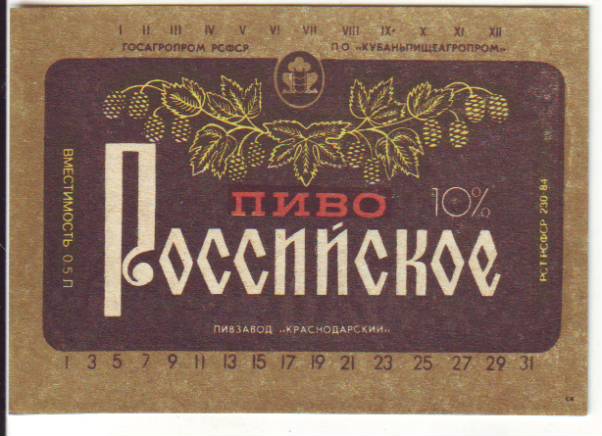 I II III IV V VI VII VIII IX X XI XII
ГОСАГРОПРОМ РСФСР П О «КУБАНЬПИЩЕАГРОПРОМ»
ВМЕСТИМОСТЬ 0.5 Л
ПИВО 10%
РОССИЙСКОЕ
РСТ РСФСР 230-84
ПИВЗАВОД «КРАСНОДАРСКИЙ»
1 3 5 7 9 11 13 15 17 19 21 23 25 27 29 31